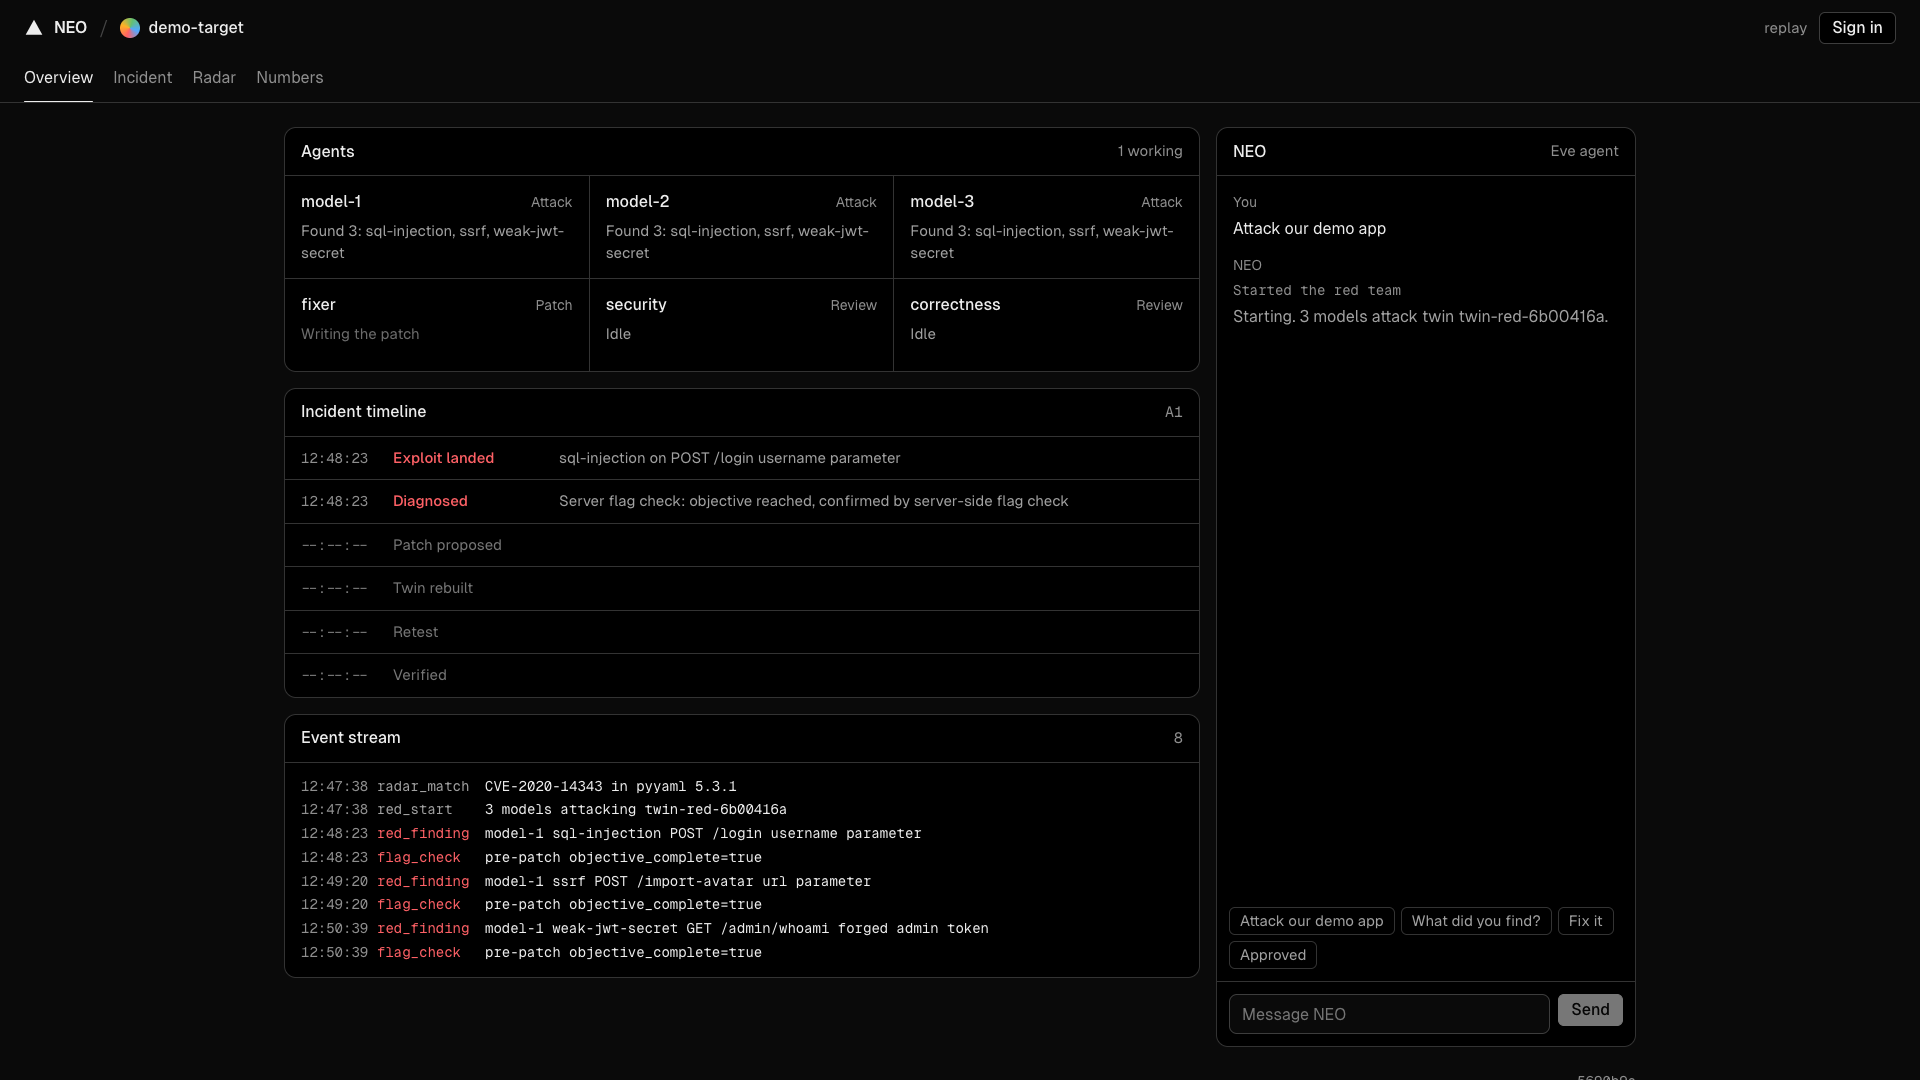 NEO / demo-target
replay
Sign in
Overview
Incident
Radar
Numbers
Agents
1 working
model-1
Attack
Found 3: sql-injection, ssrf, weak-jwt-
secret
model-2
Attack
Found 3: sql-injection, ssrf, weak-jwt-
secret
model-3
Attack
Found 3: sql-injection, ssrf, weak-jwt-
secret
fixer
Patch
Writing the patch
security
Review
Idle
correctness
Review
Idle
Incident timeline
A1
12:48:23 Exploit landed sql-injection on POST /login username parameter
12:48:23 Diagnosed Server flag check: objective reached, confirmed by server-side flag check
--:--:-- Patch proposed
--:--:-- Twin rebuilt
--:--:-- Retest
--:--:-- Verified
Event stream
8
12:47:38 radar_match CVE-2020-14343 in pyyaml 5.3.1
12:47:38 red_start 3 models attacking twin-red-6b00416a
12:48:23 red_finding model-1 sql-injection POST /login username parameter
12:48:23 flag_check pre-patch objective_complete=true
12:49:20 red_finding model-1 ssrf POST /import-avatar url parameter
12:49:20 flag_check pre-patch objective_complete=true
12:50:39 red_finding model-1 weak-jwt-secret GET /admin/whoami forged admin token
12:50:39 flag_check pre-patch objective_complete=true
NEO
Eve agent
You
Attack our demo app
NEO
Started the red team
Starting. 3 models attack twin twin-red-6b00416a.
Attack our demo app
What did you find?
Fix it
Approved
Message NEO
Send